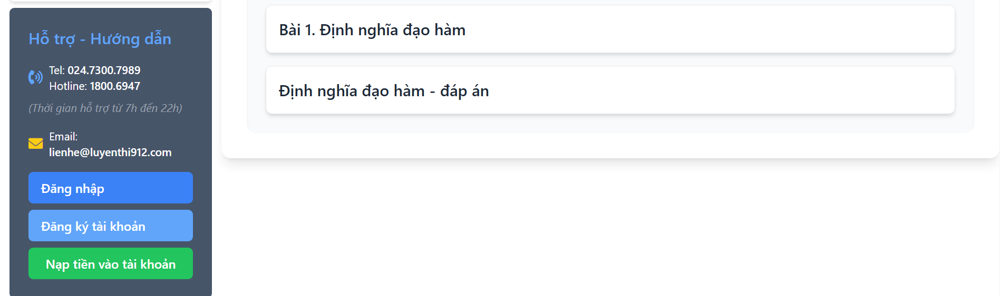 Hỗ trợ - Hướng dẫn
Tel: 024.7300.7989
Hotline: 1800.6947
(Thời gian hỗ trợ từ 7h đến 22h)
Email:
lienhe@luyenthi912.com
Đăng nhập
Đăng ký tài khoản
Nạp tiền vào tài khoản
Bài 1. Định nghĩa đạo hàm
Định nghĩa đạo hàm - đáp án